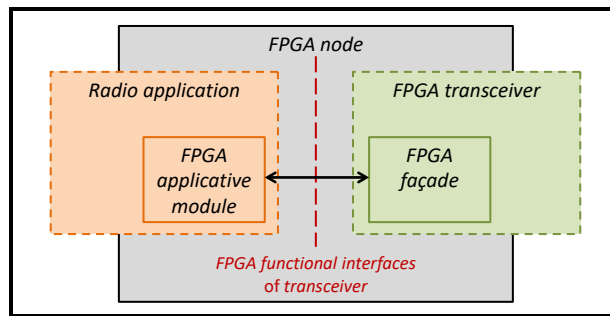 FPGA node
Radio application
FPGA transceiver
FPGA
applicative
module
FPGA
façade
FPGA functional interfaces
of transceiver